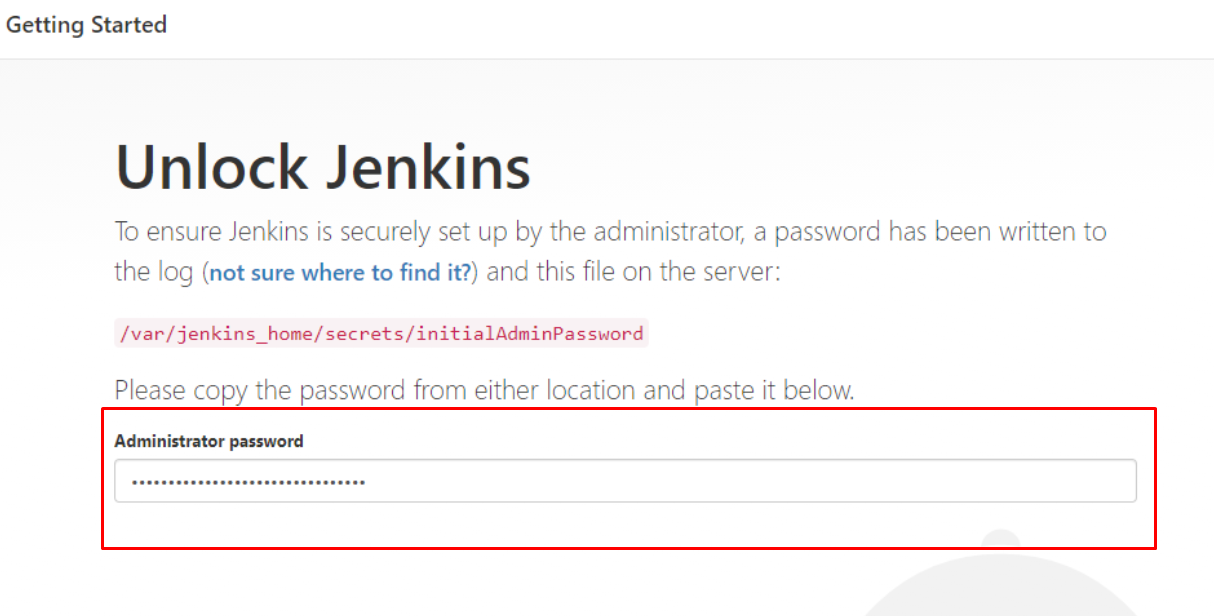 Getting Started
Unlock Jenkins
To ensure Jenkins is securely set up by the administrator, a password has been written to
the log (not sure where to find it?) and this file on the server:
/var/jenkins_home/secrets/initialAdminPassword
Please copy the password from either location and paste it below.
Administrator password
••••••••••••••••••••••••••••••••